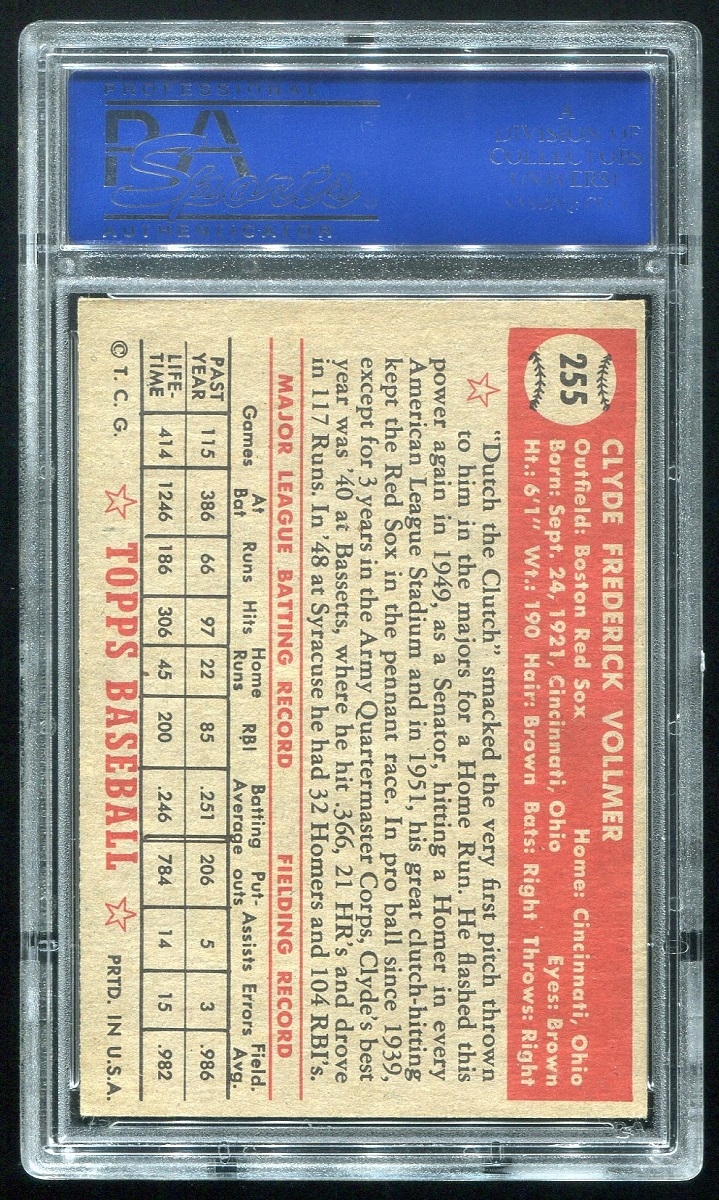 PROFESSIONAL
PSA
Sports
AUTHENTICATOR
A
DIVISION OF
COLLECTORS
UNIVERSE
255
CLYDE FREDERICK VOLLMER
Outfield: Boston Red Sox Home: Cincinnati, Ohio
Born: Sept. 24, 1921, Cincinnati, Ohio Eyes: Brown
Ht.: 6'1" Wt.: 190 Hair: Brown Bats: Right Throws: Right
"Dutch the Clutch" smacked the very first pitch thrown
to him in the majors for a Home Run. He flashed this
power again in 1949, as a Senator, hitting a Homer in every
American League Stadium and in 1951, his great clutch-hitting
kept the Red Sox in the pennant race. In pro ball since 1939,
except for 3 years in the Army Quartermaster Corps, Clyde's best
year was '40 at Bassetts, where he hit .366, 21 HR's and drove
in 117 Runs. In '48 at Syracuse he had 32 Homers and 104 RBI's.
MAJOR LEAGUE BATTING RECORD FIELDING RECORD
Games At Bat Runs Hits Home Runs RBI Batting Average Put-outs Assists Errors Field. Avg.
PAST YEAR 115 386 66 97 22 85 .251 206 5 3 .986
LIFE-TIME 414 1246 186 306 45 200 .246 784 14 15 .982
© T. C. G. TOPPS BASEBALL PRTD. IN U.S.A.